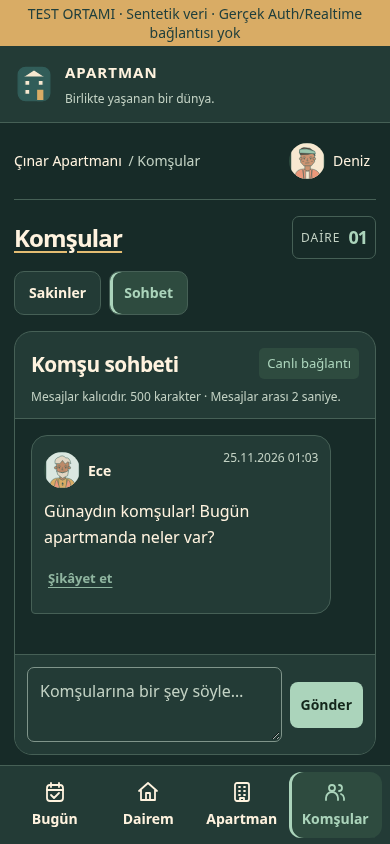 TEST ORTAMI · Sentetik veri · Gerçek Auth/Realtime
bağlantısı yok
APARTMAN
Birlikte yaşanan bir dünya.
Çınar Apartmanı / Komşular
Deniz
Komşular
DAİRE 01
Sakinler
Sohbet
Komşu sohbeti
Canlı bağlantı
Mesajlar kalıcıdır. 500 karakter · Mesajlar arası 2 saniye.
25.11.2026 01:03
Ece
Günaydın komşular! Bugün
apartmanda neler var?
Şikâyet et
Komşularına bir şey söyle…
Gönder
Bugün
Dairem
Apartman
Komşular